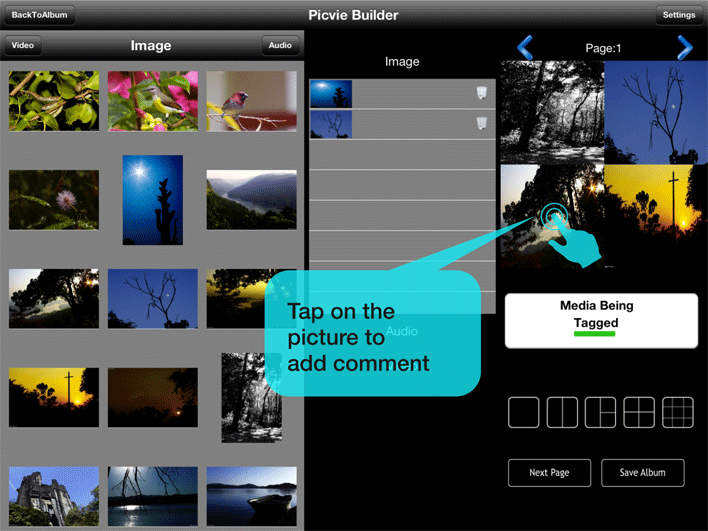 BackToAlbum
Picvie Builder
Settings
Video
Image
Audio
Image
Page:1
Tap on the
picture to
add comment
Audio
Media Being
Tagged
Next Page
Save Album